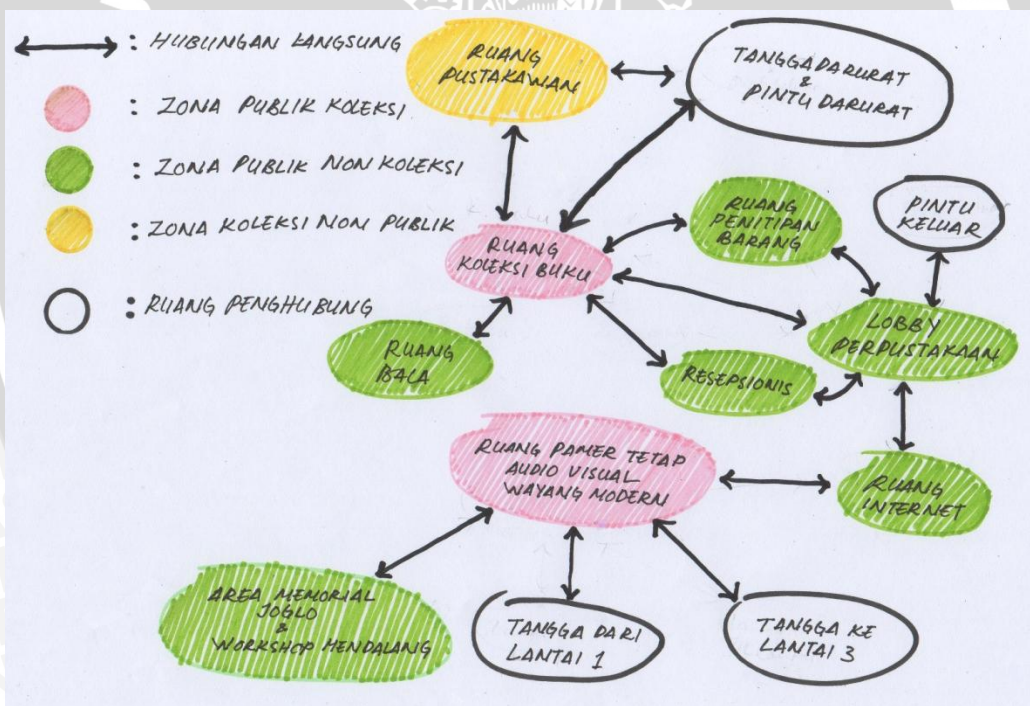 : HUBUNGAN LANGSUNG
: ZONA PUBLIK KOLEKSI
: ZONA PUBLIK NON KOLEKSI
: ZONA KOLEKSI NON PUBLIK
: RUANG PENGHUBUNG
RUANG
PUSTAKAWAN
TANGGA DARURAT
&
PINTU DARURAT
RUANG
PENITIPAN
BARANG
PINTU
KELUAR
RUANG
KOLEKSI BUKU
LOBBY
PERPUSTAKAAN
RUANG
BACA
RESEPSIONIS
RUANG PAMER TETAP
AUDIO VISUAL
WAYANG MODERN
RUANG
INTERNET
AREA MEMORIAL
JOGLO
&
WORKSHOP MENDALANG
TANGGA DARI
LANTAI 1
TANGGA KE
LANTAI 3